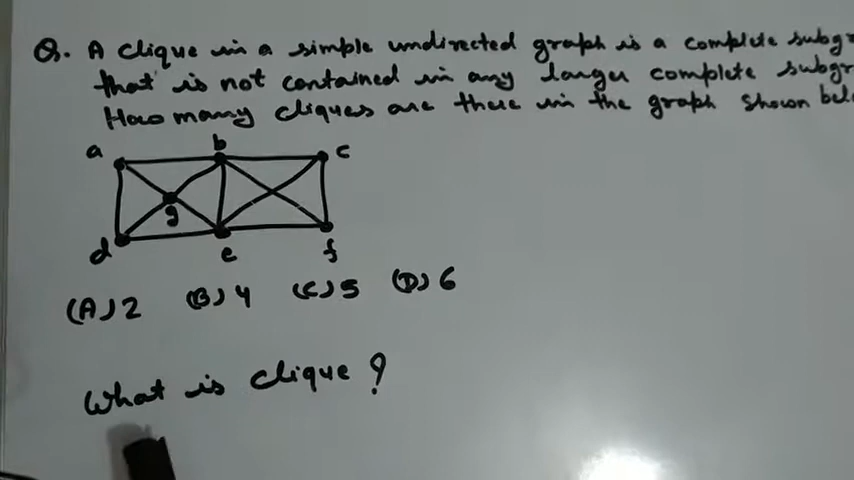 Q. A clique in a simple undirected graph is a complete subgr
that is not contained in any larger complete subgr
How many cliques are there in the graph shown bel
a b c
g
d e f
(A) 2 (B) 4 (C) 5 (D) 6
What is clique ?